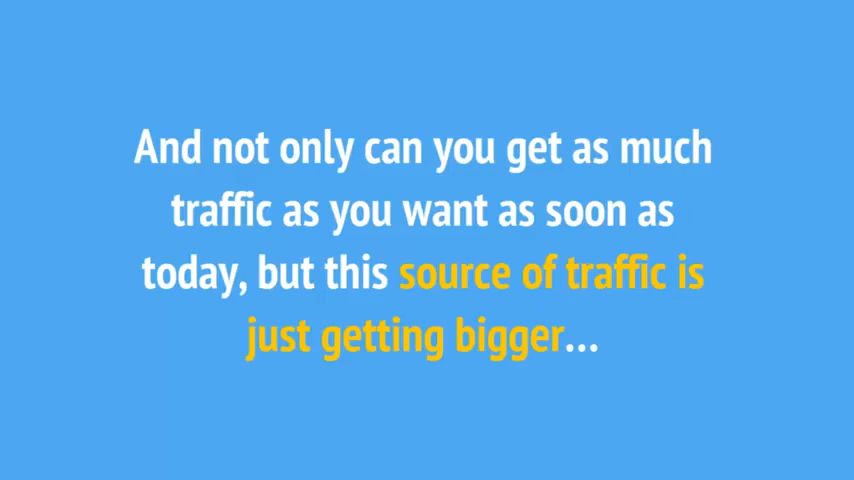 And not only can you get as much
traffic as you want as soon as
today, but this source of traffic is
just getting bigger...